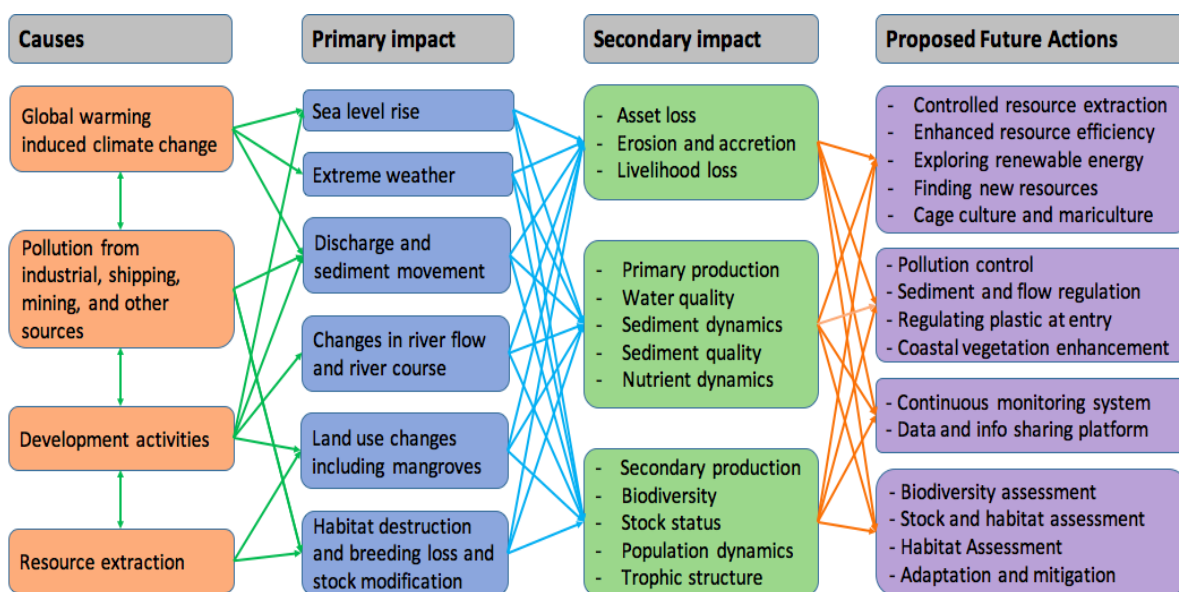 Causes
Primary impact
Secondary impact
Proposed Future Actions
Global warming
induced climate change
Pollution from
industrial, shipping,
mining, and other
sources
Development activities
Resource extraction
Sea level rise
Extreme weather
Discharge and
sediment movement
Changes in river flow
and river course
Land use changes
including mangroves
Habitat destruction
and breeding loss and
stock modification
- Asset loss
- Erosion and accretion
- Livelihood loss
- Primary production
- Water quality
- Sediment dynamics
- Sediment quality
- Nutrient dynamics
- Secondary production
- Biodiversity
- Stock status
- Population dynamics
- Trophic structure
- Controlled resource extraction
- Enhanced resource efficiency
- Exploring renewable energy
- Finding new resources
- Cage culture and mariculture
- Pollution control
- Sediment and flow regulation
- Regulating plastic at entry
- Coastal vegetation enhancement
- Continuous monitoring system
- Data and info sharing platform
- Biodiversity assessment
- Stock and habitat assessment
- Habitat Assessment
- Adaptation and mitigation